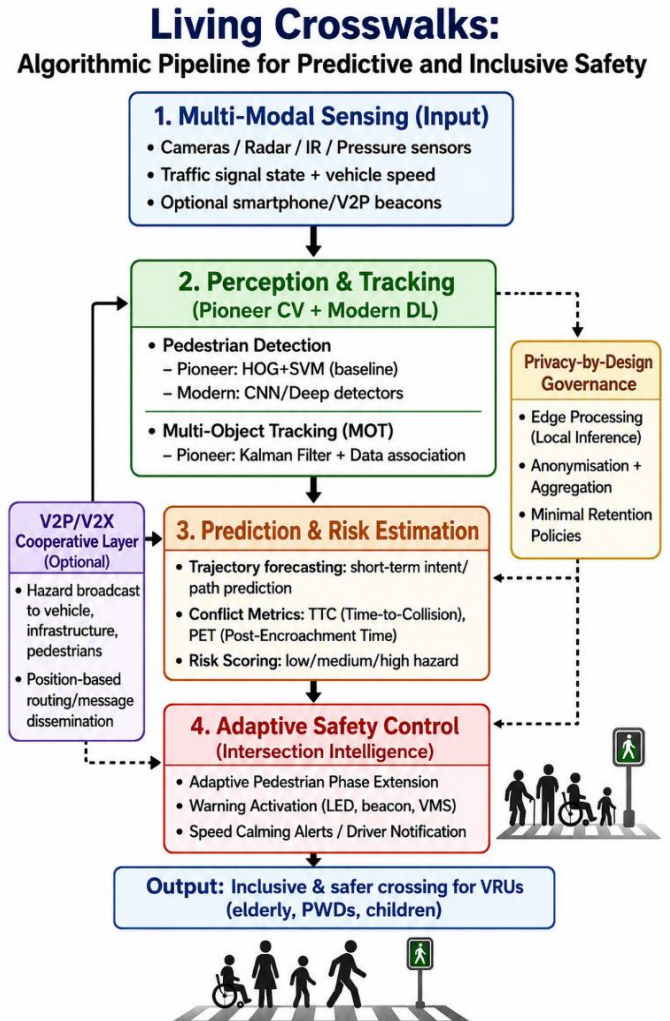 Living Crosswalks:
Algorithmic Pipeline for Predictive and Inclusive Safety
1. Multi-Modal Sensing (Input)
• Cameras / Radar / IR / Pressure sensors
• Traffic signal state + vehicle speed
• Optional smartphone/V2P beacons
2. Perception & Tracking
(Pioneer CV + Modern DL)
• Pedestrian Detection
– Pioneer: HOG+SVM (baseline)
– Modern: CNN/Deep detectors
• Multi-Object Tracking (MOT)
– Pioneer: Kalman Filter + Data association
Privacy-by-Design
Governance
• Edge Processing
(Local Inference)
• Anonymisation +
Aggregation
• Minimal Retention
Policies
V2P/V2X
Cooperative Layer
(Optional)
• Hazard broadcast
to vehicle,
infrastructure,
pedestrians
• Position-based
routing/message
dissemination
3. Prediction & Risk Estimation
• Trajectory forecasting: short-term intent/
path prediction
• Conflict Metrics: TTC (Time-to-Collision),
PET (Post-Encroachment Time)
• Risk Scoring: low/medium/high hazard
4. Adaptive Safety Control
(Intersection Intelligence)
• Adaptive Pedestrian Phase Extension
• Warning Activation (LED, beacon, VMS)
• Speed Calming Alerts / Driver Notification
Output: Inclusive & safer crossing for VRUs
(elderly, PWDs, children)